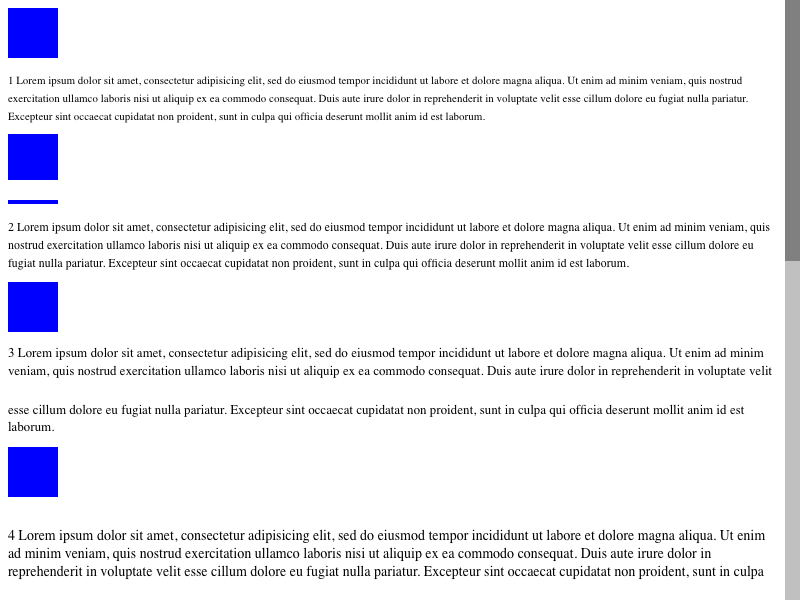 1 Lorem ipsum dolor sit amet, consectetur adipisicing elit, sed do eiusmod tempor incididunt ut labore et dolore magna aliqua. Ut enim ad minim veniam, quis nostrud
exercitation ullamco laboris nisi ut aliquip ex ea commodo consequat. Duis aute irure dolor in reprehenderit in voluptate velit esse cillum dolore eu fugiat nulla pariatur.
Excepteur sint occaecat cupidatat non proident, sunt in culpa qui officia deserunt mollit anim id est laborum.
2 Lorem ipsum dolor sit amet, consectetur adipisicing elit, sed do eiusmod tempor incididunt ut labore et dolore magna aliqua. Ut enim ad minim veniam, quis
nostrud exercitation ullamco laboris nisi ut aliquip ex ea commodo consequat. Duis aute irure dolor in reprehenderit in voluptate velit esse cillum dolore eu
fugiat nulla pariatur. Excepteur sint occaecat cupidatat non proident, sunt in culpa qui officia deserunt mollit anim id est laborum.
3 Lorem ipsum dolor sit amet, consectetur adipisicing elit, sed do eiusmod tempor incididunt ut labore et dolore magna aliqua. Ut enim ad minim
veniam, quis nostrud exercitation ullamco laboris nisi ut aliquip ex ea commodo consequat. Duis aute irure dolor in reprehenderit in voluptate velit
esse cillum dolore eu fugiat nulla pariatur. Excepteur sint occaecat cupidatat non proident, sunt in culpa qui officia deserunt mollit anim id est
laborum.
4 Lorem ipsum dolor sit amet, consectetur adipisicing elit, sed do eiusmod tempor incididunt ut labore et dolore magna aliqua. Ut enim
ad minim veniam, quis nostrud exercitation ullamco laboris nisi ut aliquip ex ea commodo consequat. Duis aute irure dolor in
reprehenderit in voluptate velit esse cillum dolore eu fugiat nulla pariatur. Excepteur sint occaecat cupidatat non proident, sunt in culpa